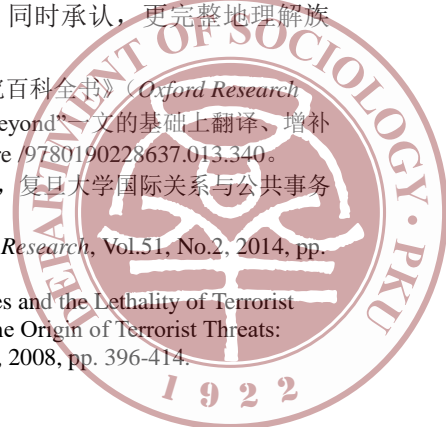 同时承认，更完整地理解族
究百科全书》（Oxford Research
eyond”一文的基础上翻译、增补
re /9780190228637.013.340。
，复旦大学国际关系与公共事务
Research, Vol.51, No.2, 2014, pp.
es and the Lethality of Terrorist
ne Origin of Terrorist Threats:
, 2008, pp. 396-414.
DEPARTMENT OF SOCIOLOGY · PKU
1922